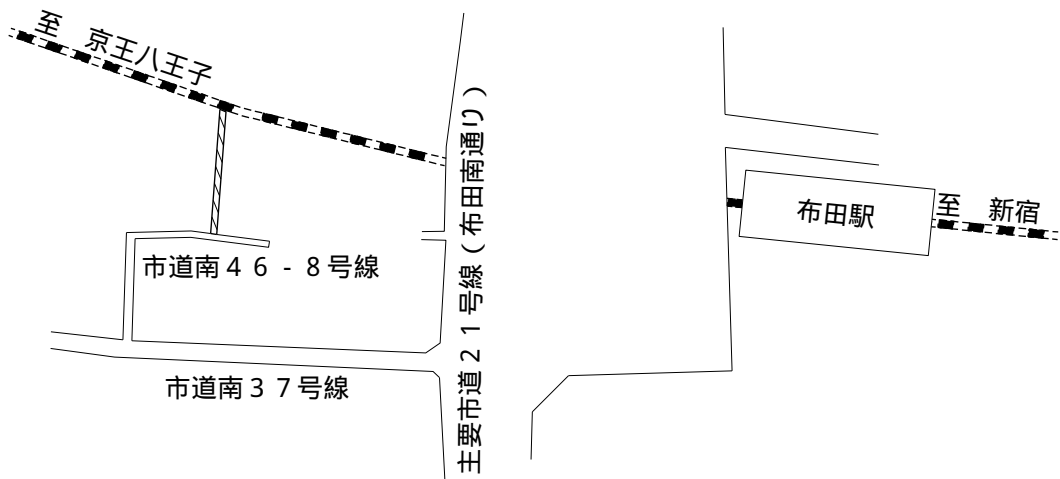 至　京王八王子
主要市道２１号線（布田南通り）
布田駅
至　新宿
市道南４６‐８号線
市道南３７号線